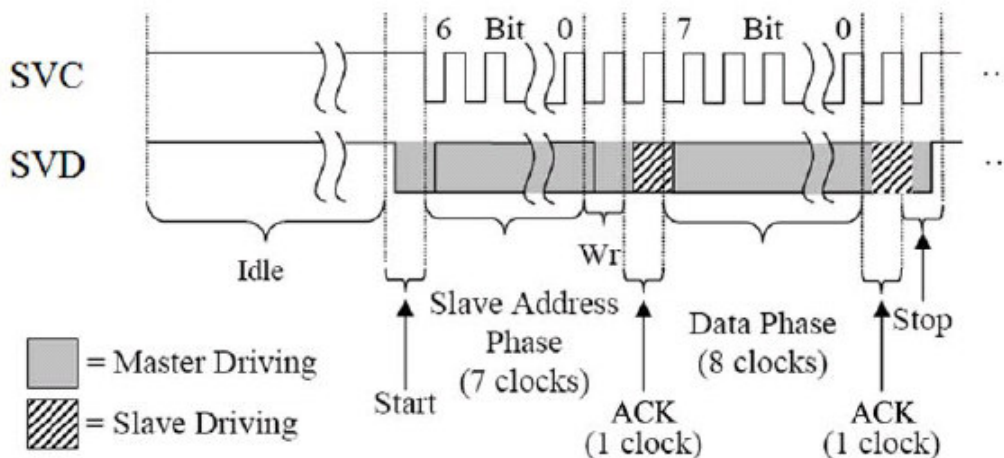 6 Bit 0 7 Bit 0
SVC ..
SVD ..
Idle
Wr
Slave Address
Phase
(7 clocks)
Data Phase
(8 clocks)
Stop
= Master Driving
= Slave Driving
Start
ACK
(1 clock)
ACK
(1 clock)